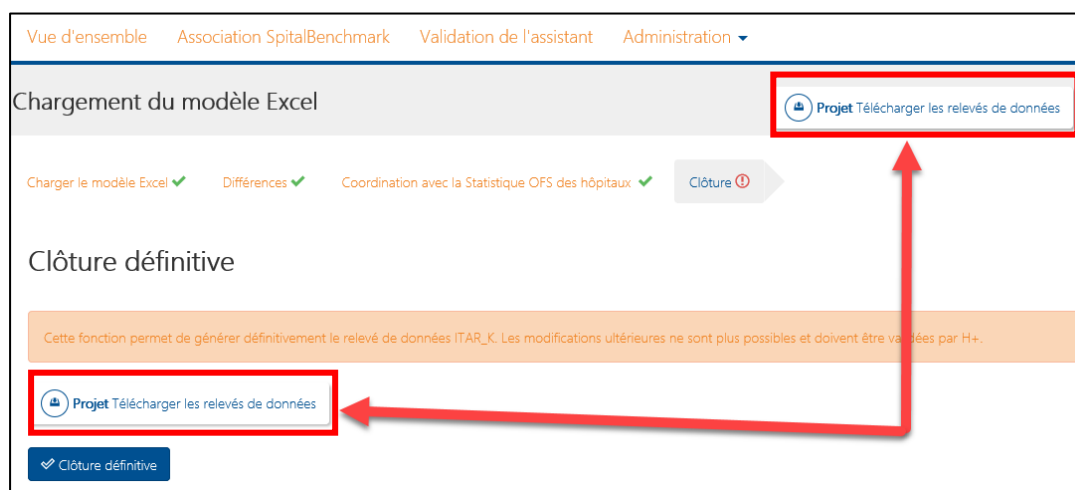 Vue d'ensemble Association SpitalBenchmark Validation de l'assistant Administration
Chargement du modèle Excel
Projet Télécharger les relevés de données
Charger le modèle Excel Différences Coordination avec la Statistique OFS des hôpitaux Clôture
Clôture définitive
Cette fonction permet de générer définitivement le relevé de données ITAR_K. Les modifications ultérieures ne sont plus possibles et doivent être validées par H+.
Projet Télécharger les relevés de données
Clôture définitive